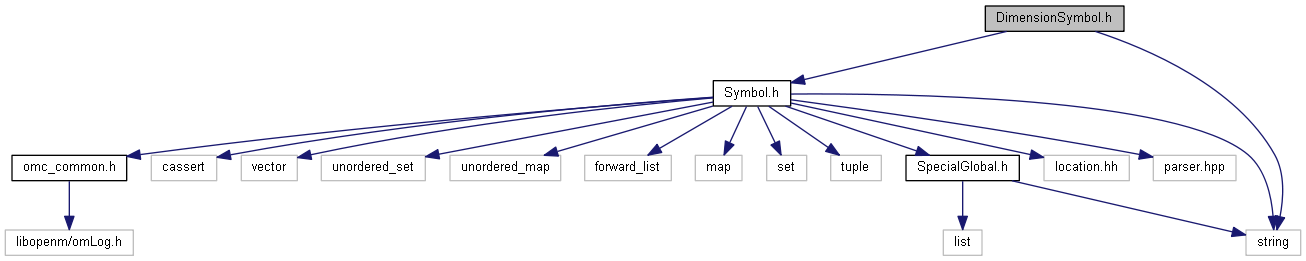 DimensionSymbol.h
Symbol.h
omc_common.h
cassert
vector
unordered_set
unordered_map
forward_list
map
set
tuple
SpecialGlobal.h
location.hh
parser.hpp
libopenm/omLog.h
list
string